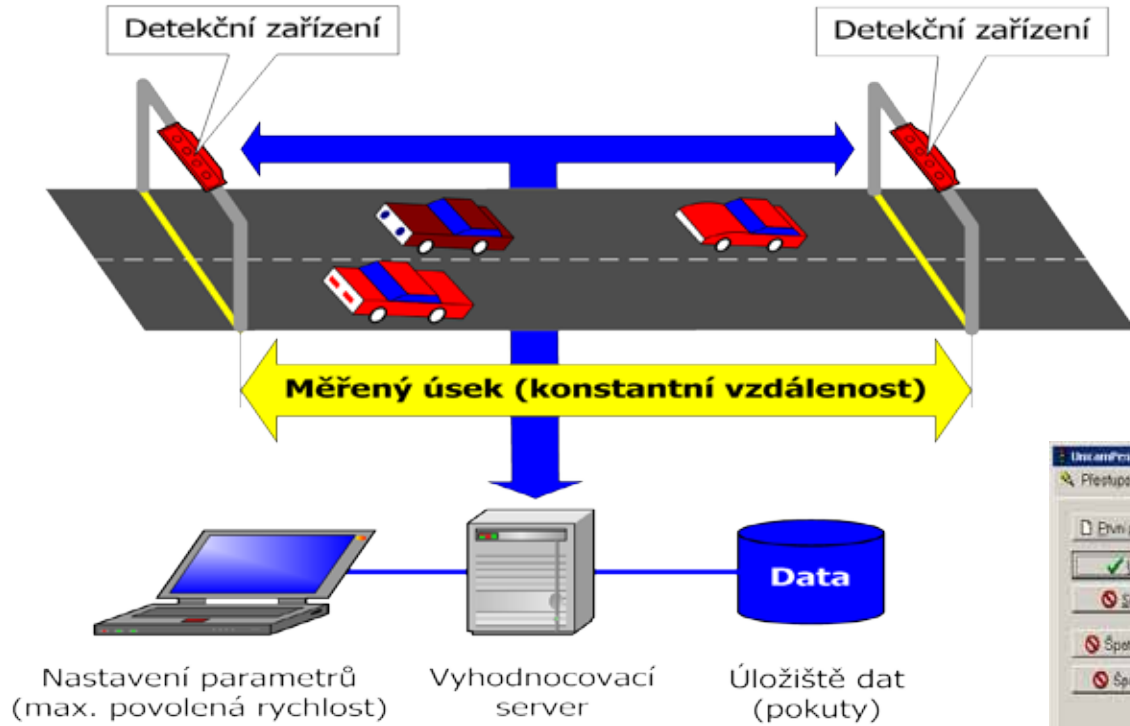 Detekční zařízení
Detekční zařízení
Měřený úsek (konstantní vzdálenost)
Data
Nastavení parametrů
(max. povolená rychlost)
Vyhodnocovací
server
Úložiště dat
(pokuty)